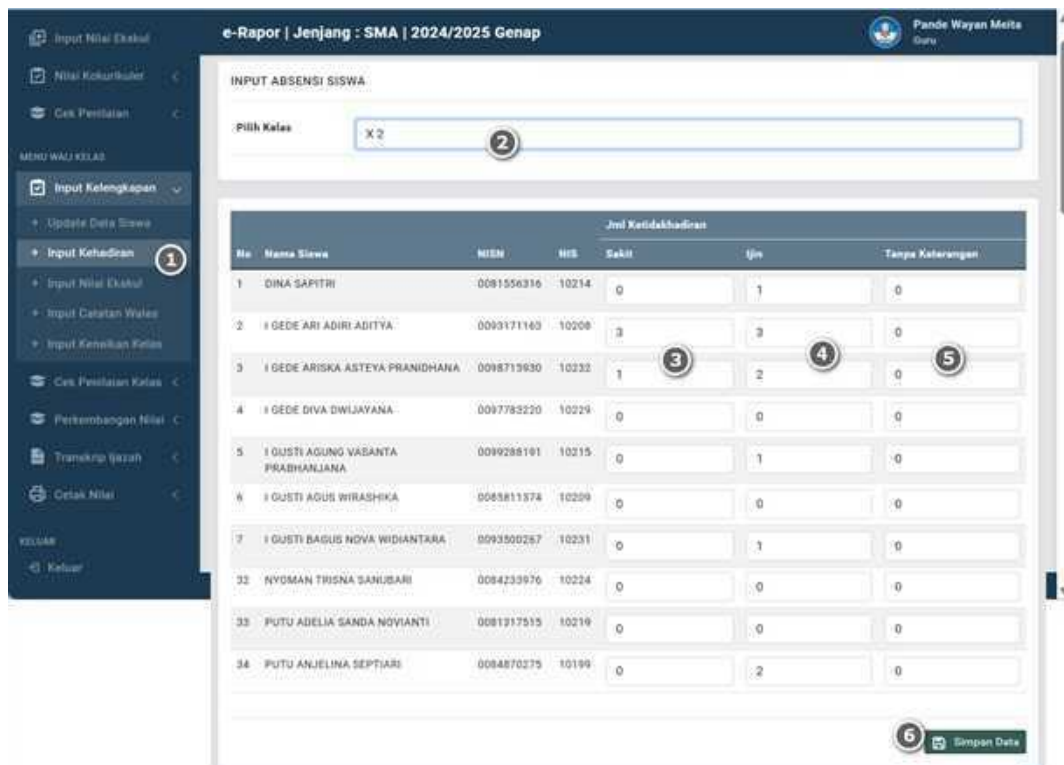 e-Rapor | Jenjang : SMA | 2024/2025 Genap
Pande Wayan Meita
Guru
Input Nilai Ekskul
Nilai Kokurikuler
Cek Penilaian
MENU WALI KELAS
Input Kelengkapan
Update Data Siswa
Input Kehadiran
1
Input Nilai Ekskul
Input Catatan Walas
Input Kenaikan Kelas
Cek Penilaian Kelas
Perkembangan Nilai
Transkrip Ijazah
Cetak Nilai
KELUAR
Keluar
INPUT ABSENSI SISWA
Pilih Kelas X 2 2
Jml Ketidakhadiran
No Nama Siswa NISN NIS Sakit Ijin Tanpa Keterangan
1 DINA SAPITRI 0081556316 10214 0 1 0
2 I GEDE ARI ADIRI ADITYA 0093171163 10208 3 3 0
3 4 5
3 I GEDE ARISKA ASTEYA PRANIDHANA 0098715930 10232 1 2 0
4 I GEDE DIVA DWIJAYANA 0097783220 10229 0 0 0
5 I GUSTI AGUNG VASANTA 0099288191 10215 0 1 0
PRABHANJANA
6 I GUSTI AGUS WIRASHIKA 0085811374 10209 0 0 0
7 I GUSTI BAGUS NOVA WIDIANTARA 0093500267 10231 0 1 0
32 NYOMAN TRISNA SANUBARI 0084233976 10224 0 0 0
33 PUTU ADELIA SANDA NOVIANTI 0081317515 10219 0 0 0
34 PUTU ANJELINA SEPTIARI 0084870275 10199 0 2 0
6 Simpan Data